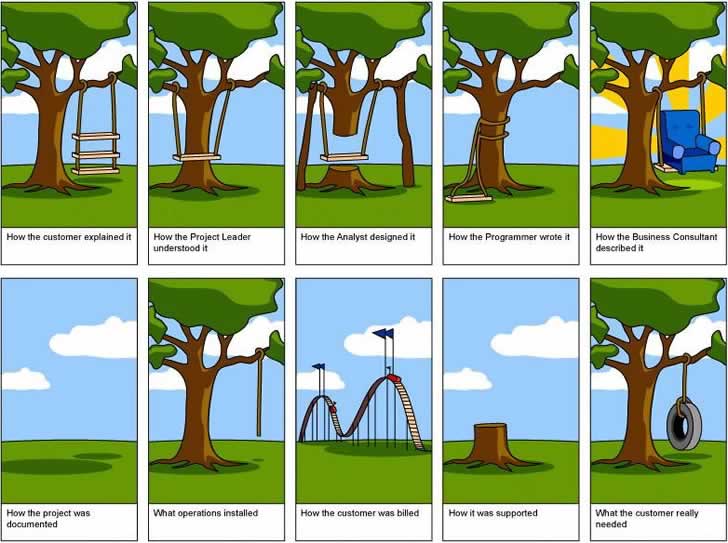 How the customer explained it
How the Project Leader
understood it
How the Analyst designed it
How the Programmer wrote it
How the Business Consultant
described it
How the project was
documented
What operations installed
How the customer was billed
How it was supported
What the customer really
needed